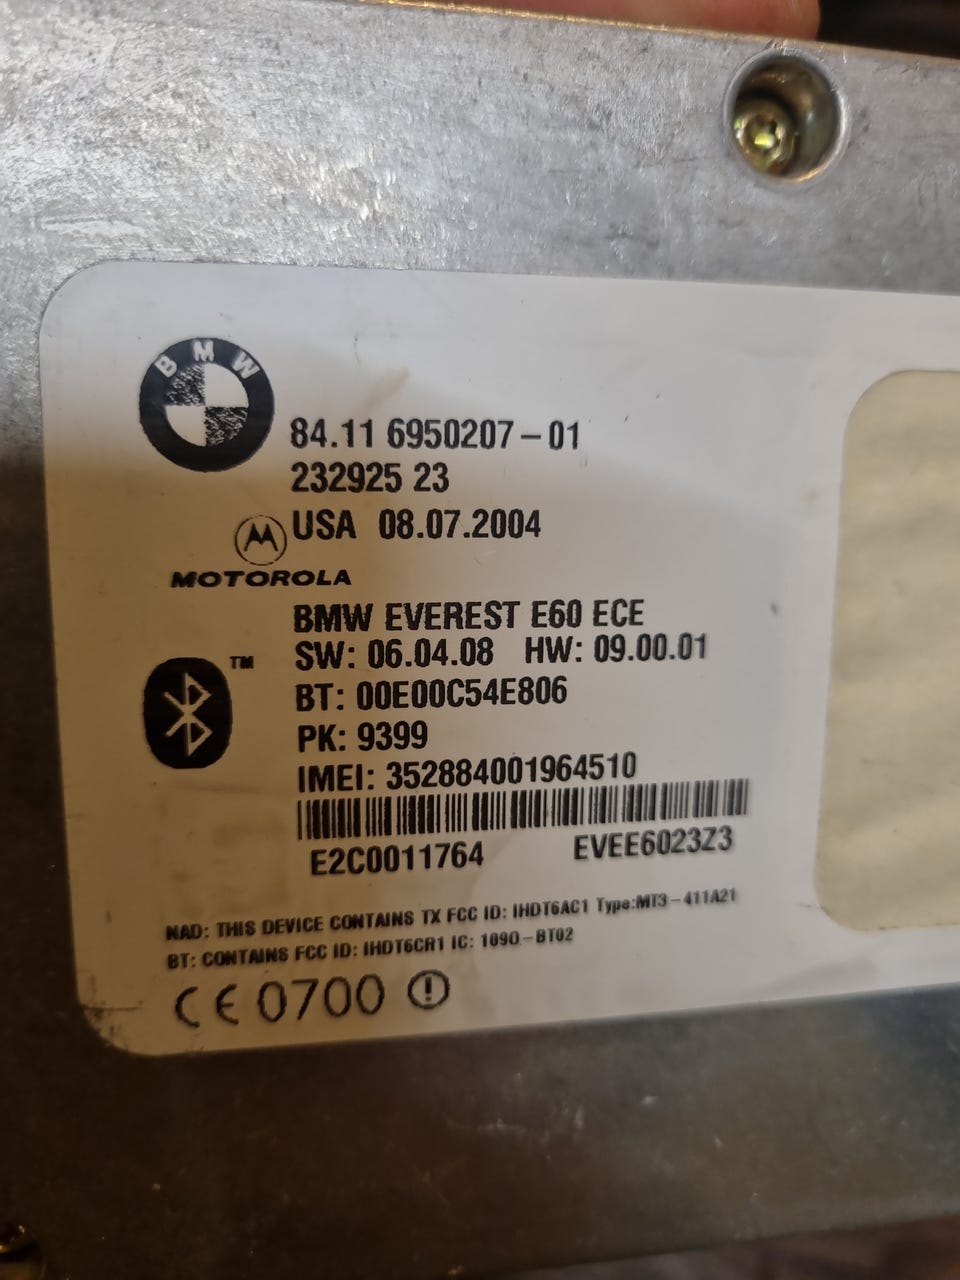 BMW
84.11 6950207-01
232925 23
USA 08.07.2004
MOTOROLA
BMW EVEREST E60 ECE
SW: 06.04.08 HW: 09.00.01
TM
BT: 00E00C54E806
PK: 9399
IMEI: 352884001964510
E2C0011764 EVEE6023Z3
NAD: THIS DEVICE CONTAINS TX FCC ID: IHDT6AC1 Type:MT3-411A21
BT: CONTAINS FCC ID: IHDT6CR1 IC: 109O-BT02
CE 0700